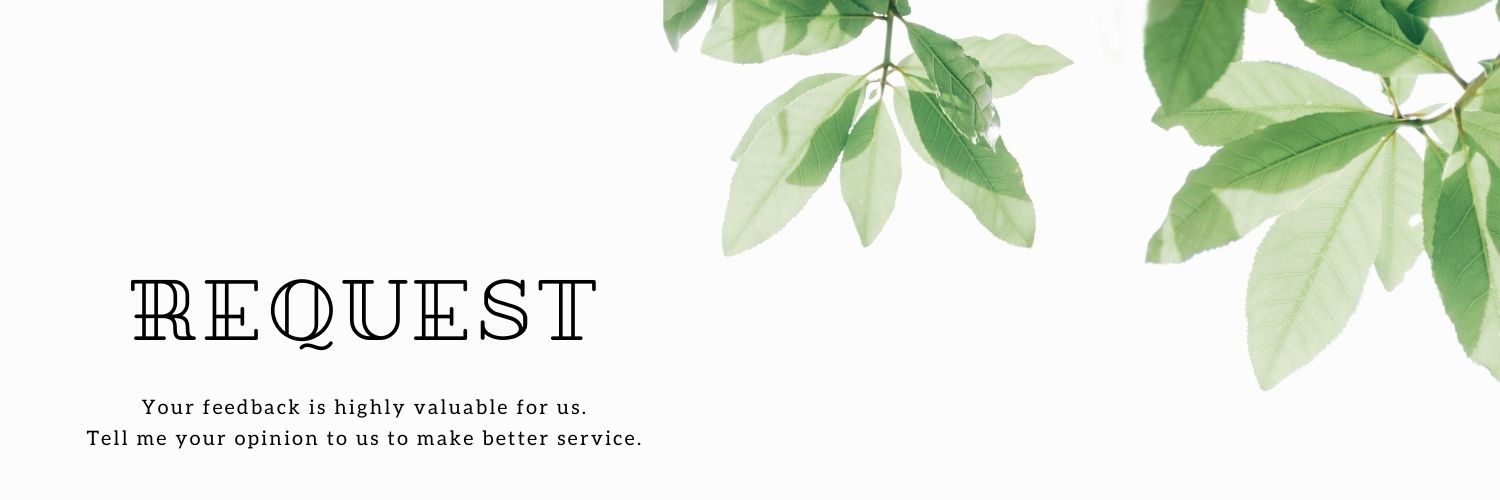 REQUEST
Your feedback is highly valuable for us.
Tell me your opinion to us to make better service.